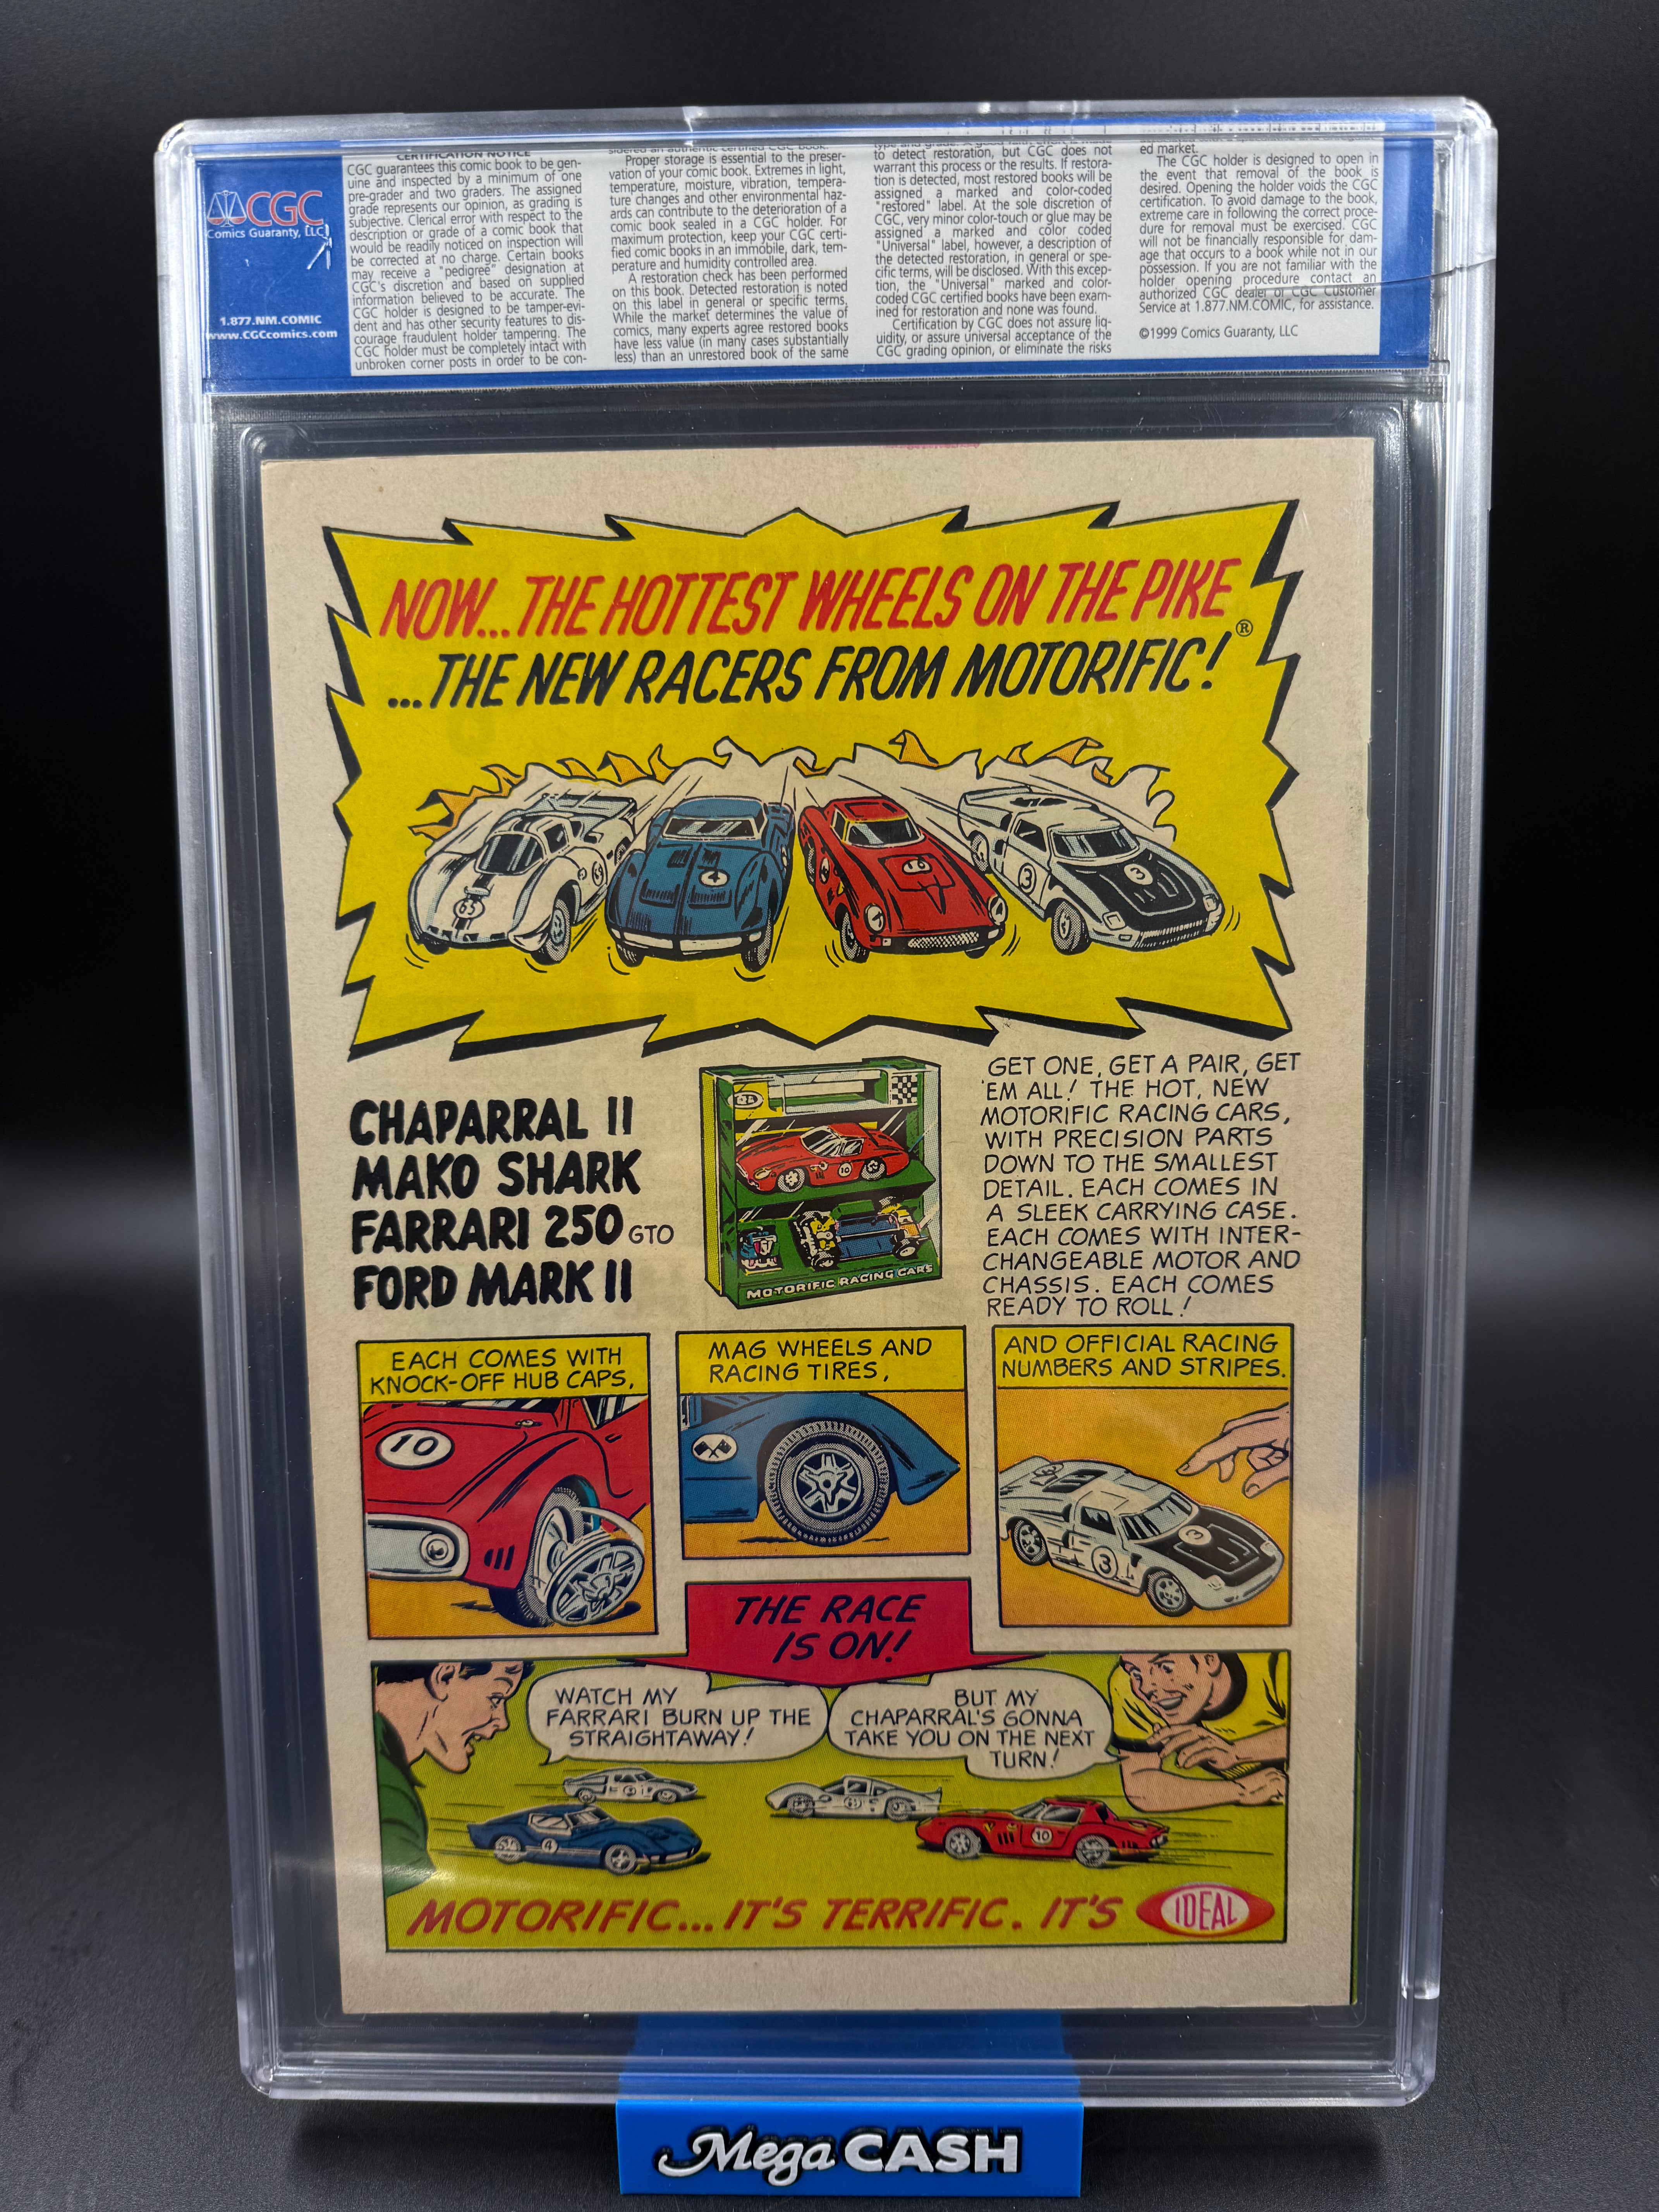 CGC
Comics Guaranty, LLC
1.877.NM.COMIC
www.CGCcomics.com
CERTIFICATION NOTICE
CGC guarantees this comic book to be gen-
uine and inspected by a minimum of one
pre-grader and two graders. The assigned
grade represents our opinion, as grading is
subjective. Clerical error with respect to the
description or grade of a comic book that
would be readily noticed on inspection will
be corrected at no charge. Certain books
may receive a "pedigree" designation at
CGC's discretion and based on supplied
information believed to be accurate. The
CGC holder is designed to be tamper-evi-
dent and has other security features to dis-
courage fraudulent holder tampering. The
CGC holder must be completely intact with
unbroken corner posts in order to be con-
sidered an authentic certified CGC book.
Proper storage is essential to the preser-
vation of your comic book. Extremes in light,
temperature, moisture, vibration, tempera-
ture changes and other environmental haz-
ards can contribute to the deterioration of a
comic book sealed in a CGC holder. For
maximum protection, keep your CGC certi-
fied comic books in an immobile, dark, tem-
perature and humidity controlled area.
A restoration check has been performed
on this book. Detected restoration is noted
on this label in general or specific terms.
While the market determines the value of
comics, many experts agree restored books
have less value (in many cases substantially
less) than an unrestored book of the same
to detect restoration, but CGC does not
warrant this process or the results. If restora-
tion is detected, most restored books will be
assigned a marked and color-coded
"restored" label. At the sole discretion of
CGC, very minor color-touch or glue may be
assigned a marked and color coded
"Universal" label, however, a description of
the detected restoration, in general or spe-
cific terms, will be disclosed. With this excep-
tion, the "Universal" marked and color-
coded CGC certified books have been exam-
ined for restoration and none was found.
Certification by CGC does not assure liq-
uidity, or assure universal acceptance of the
CGC grading opinion, or eliminate the risks
ed market.
The CGC holder is designed to open in
the event that removal of the book is
desired. Opening the holder voids the CGC
certification. To avoid damage to the book,
extreme care in following the correct proce-
dure for removal must be exercised. CGC
will not be financially responsible for dam-
age that occurs to a book while not in our
possession. If you are not familiar with the
holder opening procedure contact an
authorized CGC dealer or CGC Customer
Service at 1.877.NM.COMIC, for assistance.
©1999 Comics Guaranty, LLC
NOW...THE HOTTEST WHEELS ON THE PIKE
...THE NEW RACERS FROM MOTORIFIC!®
65
4
10
3
3
CHAPARRAL II
MAKO SHARK
FARRARI 250 GTO
FORD MARK II
10
MOTORIFIC RACING CARS
GET ONE, GET A PAIR, GET
'EM ALL! THE HOT, NEW
MOTORIFIC RACING CARS,
WITH PRECISION PARTS
DOWN TO THE SMALLEST
DETAIL. EACH COMES IN
A SLEEK CARRYING CASE.
EACH COMES WITH INTER-
CHANGEABLE MOTOR AND
CHASSIS. EACH COMES
READY TO ROLL!
EACH COMES WITH
KNOCK-OFF HUB CAPS,
10
MAG WHEELS AND
RACING TIRES,
AND OFFICIAL RACING
NUMBERS AND STRIPES.
3
3
THE RACE
IS ON!
WATCH MY
FARRARI BURN UP THE
STRAIGHTAWAY!
BUT MY
CHAPARRAL'S GONNA
TAKE YOU ON THE NEXT
TURN!
4
10
MOTORIFIC...IT'S TERRIFIC. IT'S IDEAL
Mega CASH